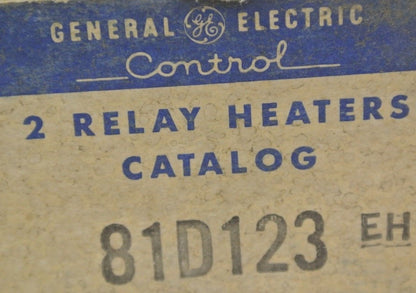 GENERAL GE ELECTRIC
Control
2 RELAY HEATERS
CATALOG
81D123 EH